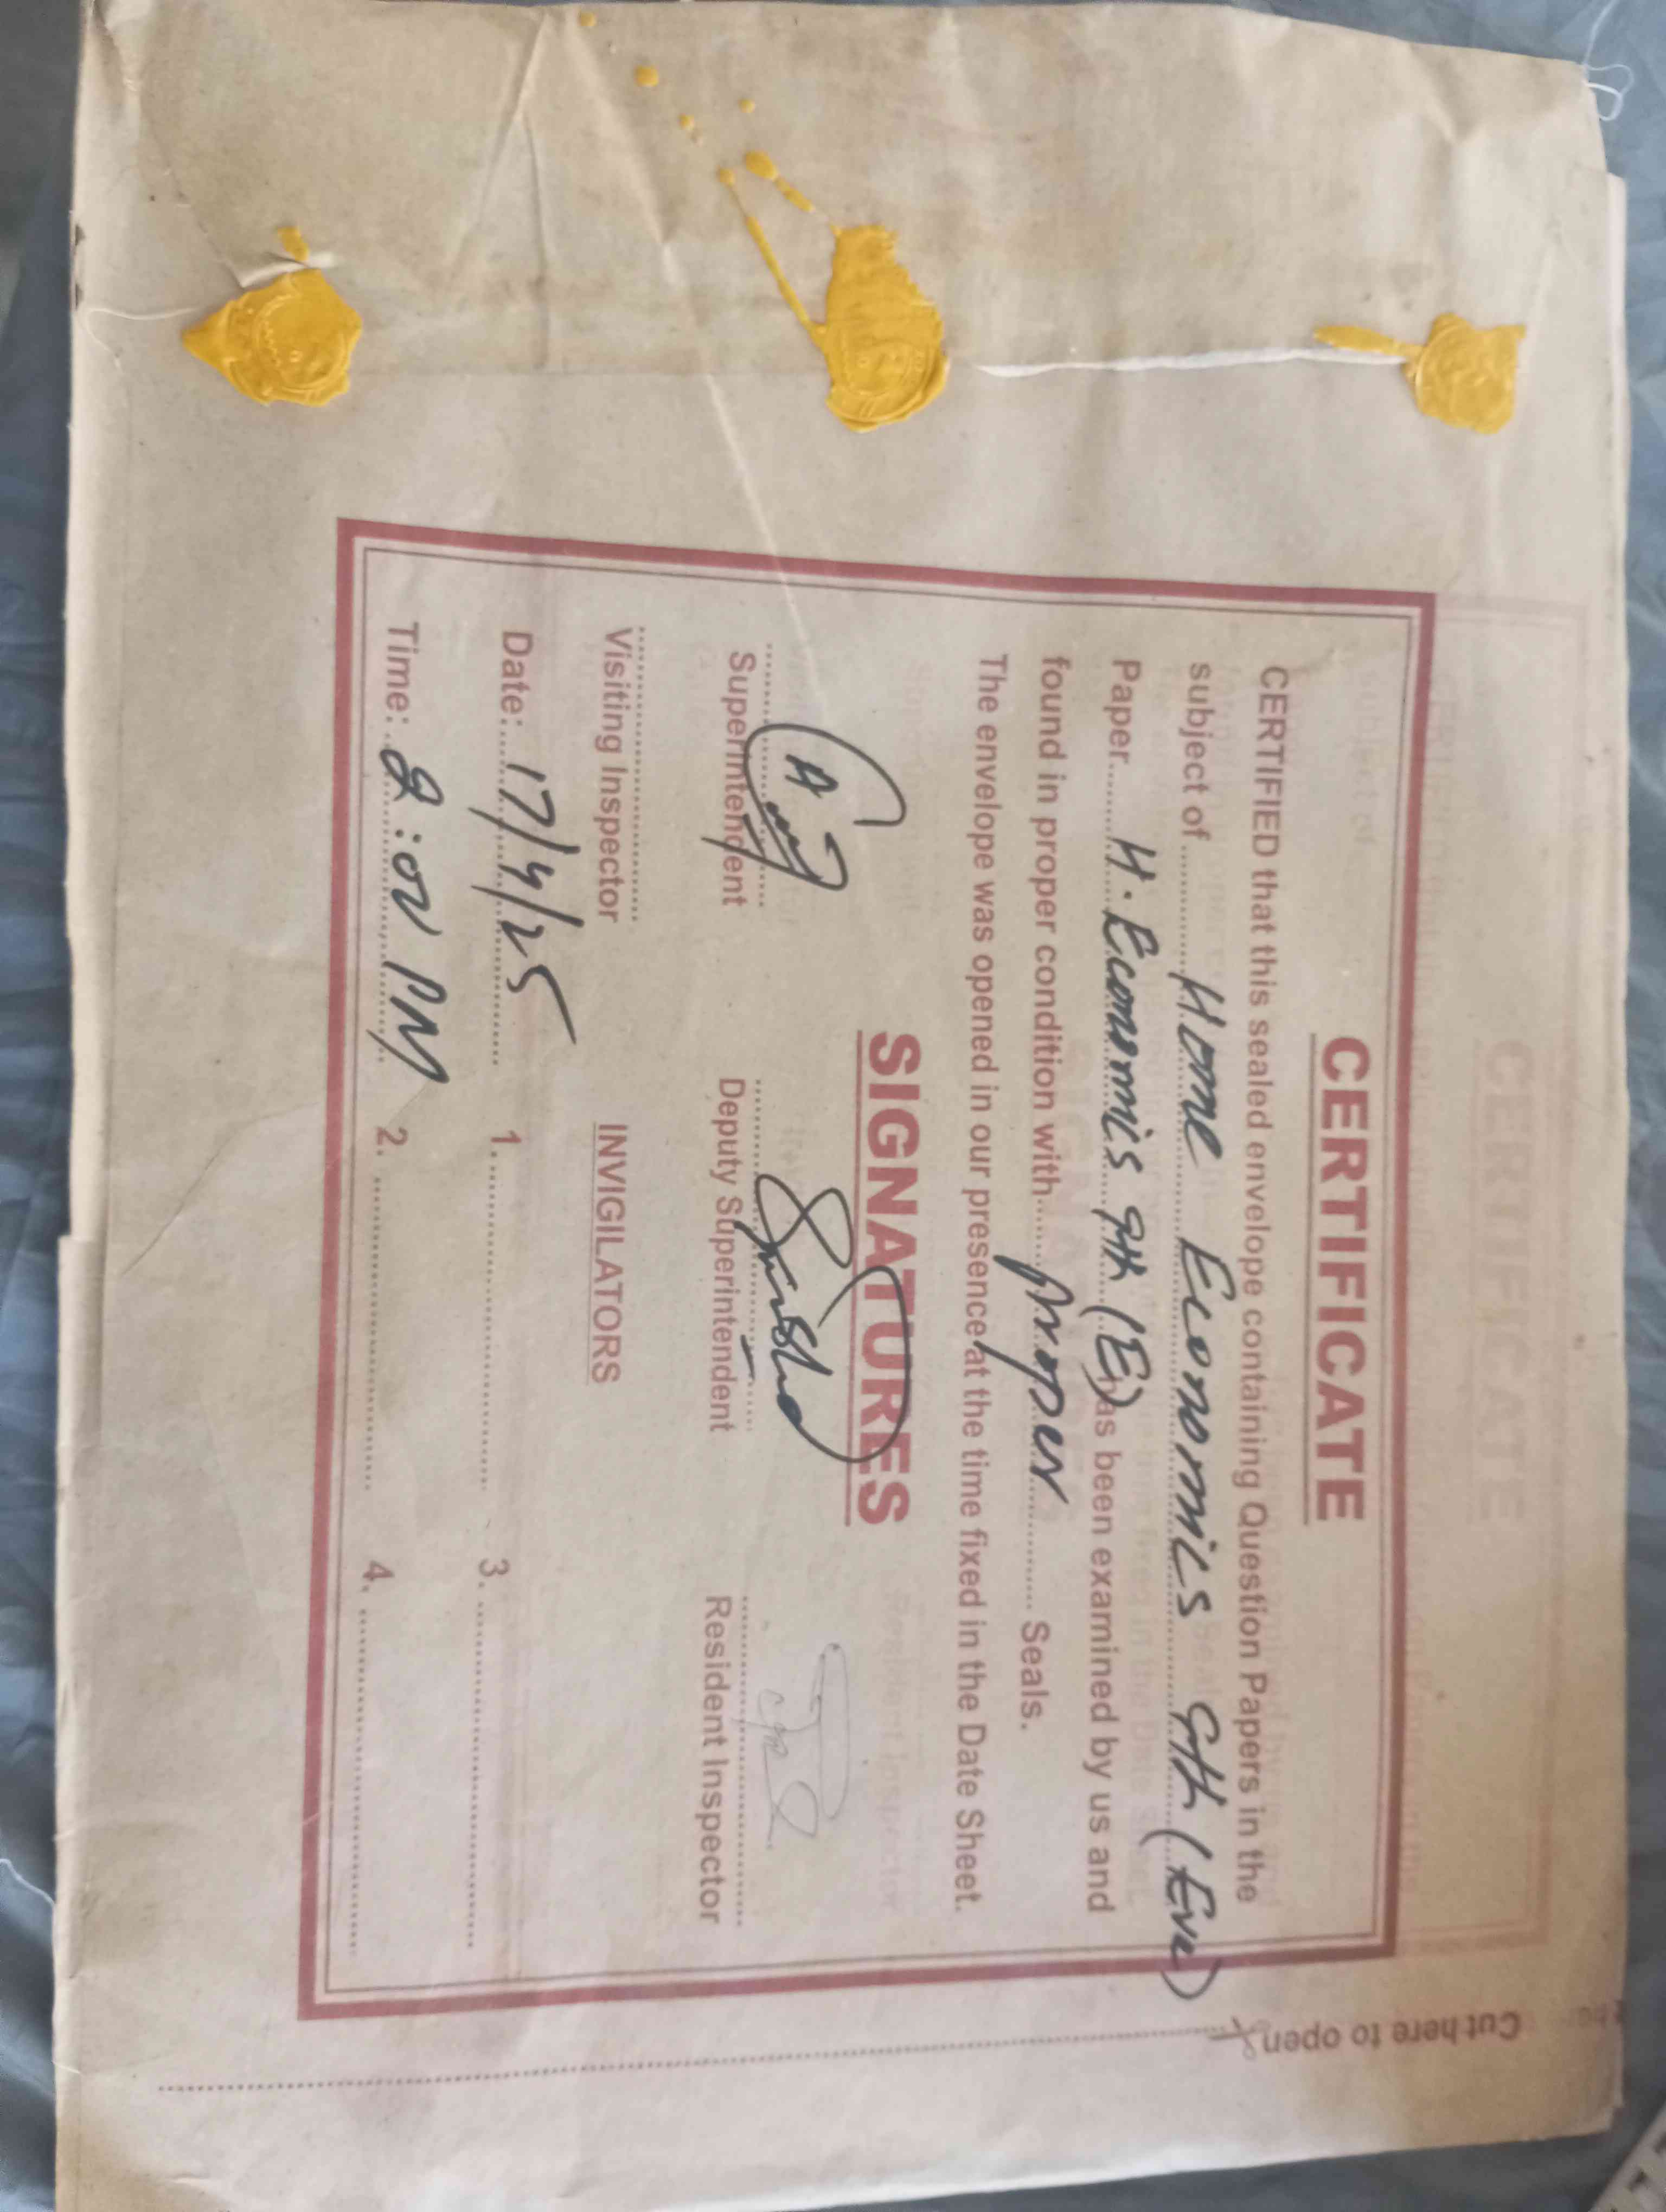 CERTIFICATE
CERTIFIED that this sealed envelope containing Question Papers in the
subject of Home Economics 9th (Eve)
Paper H. Economics 9th (E) has been examined by us and
found in proper condition with proper Seals.
The envelope was opened in our presence at the time fixed in the Date Sheet.
SIGNATURES
Superintendent Deputy Superintendent Resident Inspector
Visiting Inspector INVIGILATORS
Date: 17/4/25 1. 3.
Time: 2:00 PM 2. 4.
Cut here to open